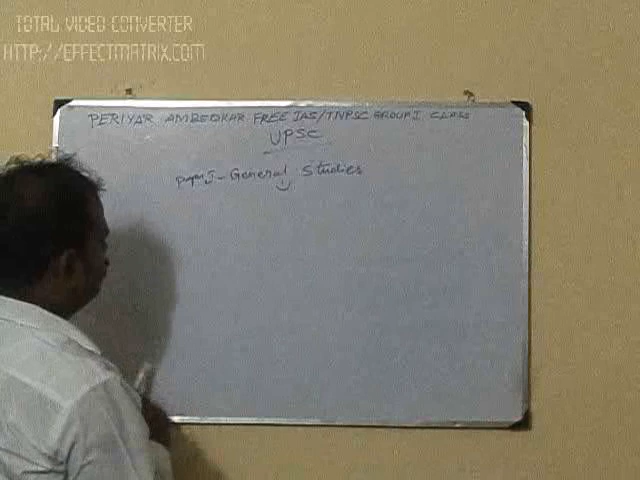 TOTAL VIDEO CONVERTER
HTTP://EFFECTMATRIX.COM
PERIYAR AMBEDKAR FREE IAS/TNPSC GROUP I CLASS
UPSC
Paper I - General Studies